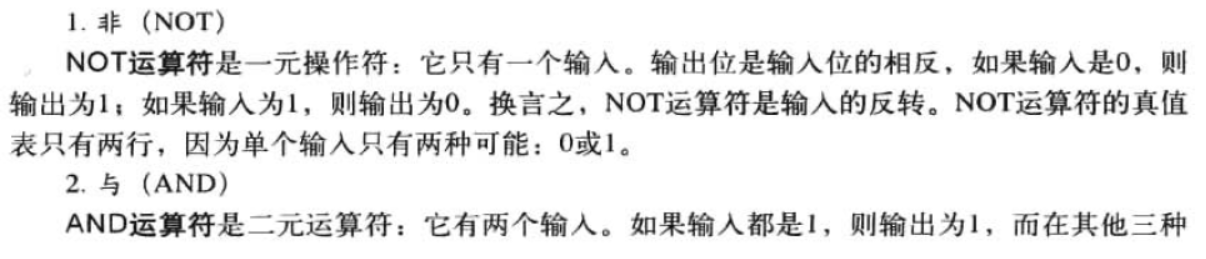 1. 非（NOT）
NOT运算符是一元操作符：它只有一个输入。输出位是输入位的相反，如果输入是0，则
输出为1；如果输入为1，则输出为0。换言之，NOT运算符是输入的反转。NOT运算符的真值
表只有两行，因为单个输入只有两种可能：0或1。
2. 与（AND）
AND运算符是二元运算符：它有两个输入。如果输入都是1，则输出为1，而在其他三种